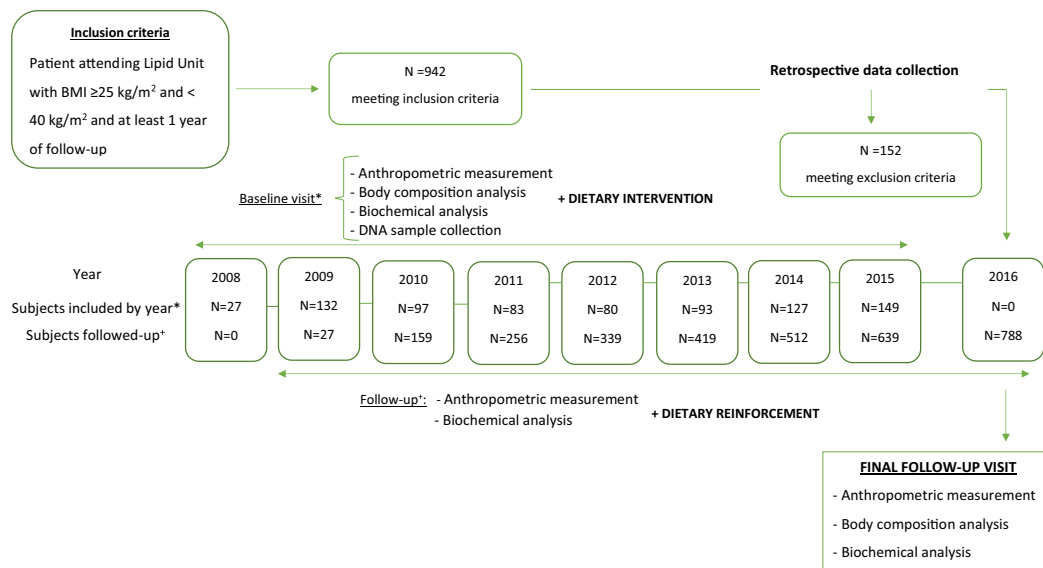 Inclusion criteria
Patient attending Lipid Unit
with BMI ≥25 kg/m² and <
40 kg/m² and at least 1 year
of follow-up
N =942
meeting inclusion criteria
Retrospective data collection
N =152
meeting exclusion criteria
Baseline visit*
- Anthropometric measurement
- Body composition analysis
- Biochemical analysis
- DNA sample collection
+ DIETARY INTERVENTION
Year 2008 2009 2010 2011 2012 2013 2014 2015 2016
Subjects included by year* N=27 N=132 N=97 N=83 N=80 N=93 N=127 N=149 N=0
Subjects followed-up⁺ N=0 N=27 N=159 N=256 N=339 N=419 N=512 N=639 N=788
Follow-up⁺: - Anthropometric measurement
- Biochemical analysis
+ DIETARY REINFORCEMENT
FINAL FOLLOW-UP VISIT
- Anthropometric measurement
- Body composition analysis
- Biochemical analysis